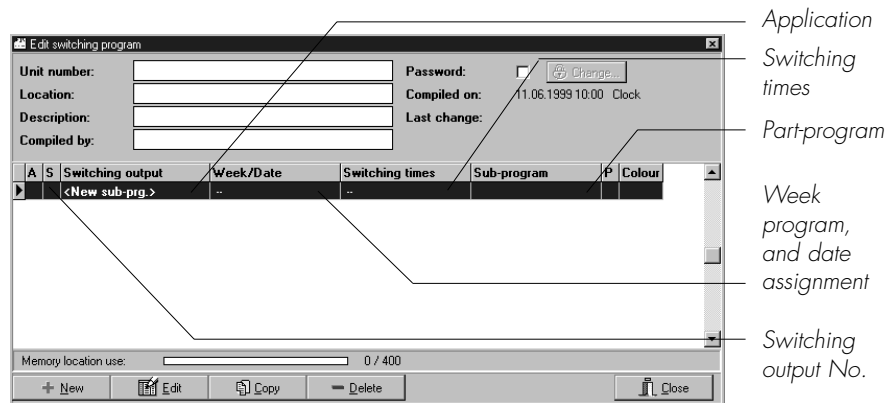 Edit switching program
Unit number:
Location:
Description:
Compiled by:
Password:
Change...
Compiled on: 11.06.1999 10:00 Clock
Last change:
A S Switching output Week/Date Switching times Sub-program P Colour
<New sub-prg.> -- --
Memory location use: 0 / 400
New Edit Copy Delete Close
Application
Switching
times
Part-program
Week
program,
and date
assignment
Switching
output No.